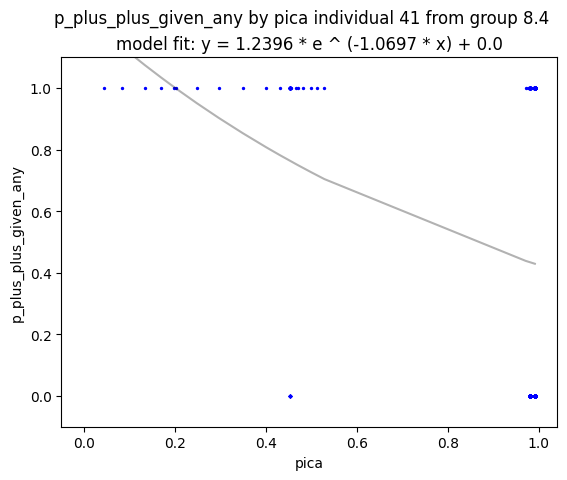 p_plus_plus_given_any by pica individual 41 from group 8.4
model fit: y = 1.2396 * e ^ (-1.0697 * x) + 0.0
1.0
0.8
0.6
0.4
0.2
0.0
p_plus_plus_given_any
0.0 0.2 0.4 0.6 0.8 1.0
pica